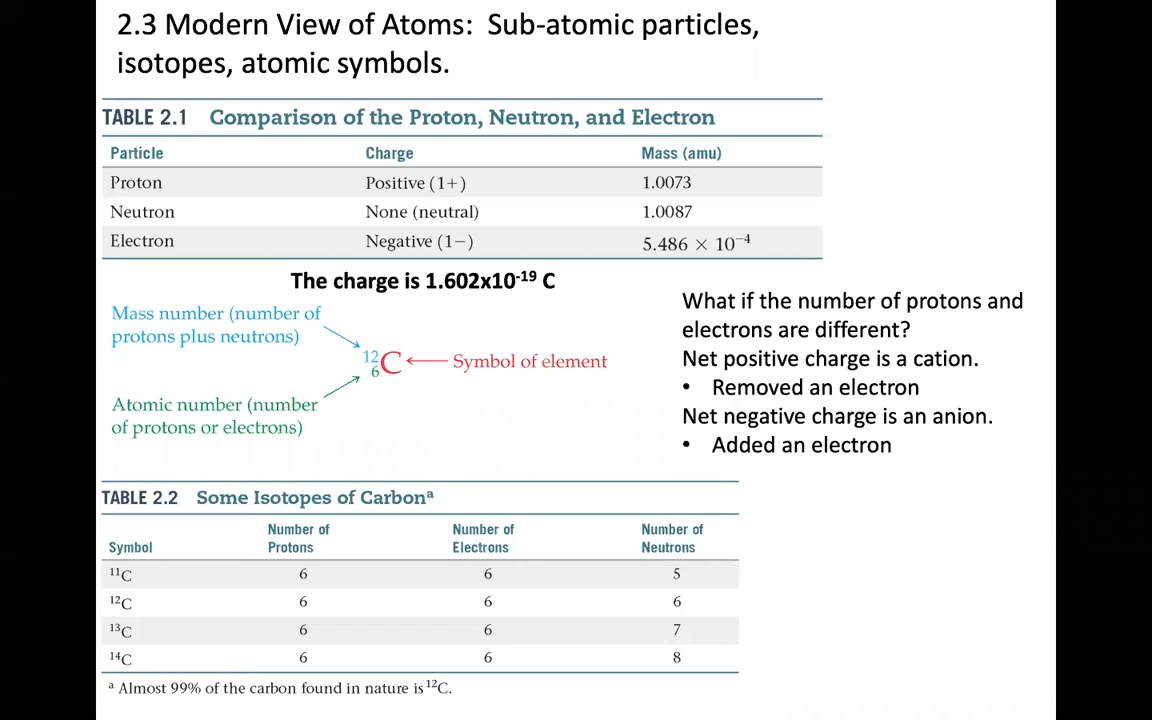 2.3 Modern View of Atoms:  Sub-atomic particles,
isotopes, atomic symbols.
TABLE 2.1 Comparison of the Proton, Neutron, and Electron
Particle Charge Mass (amu)
Proton Positive (1+) 1.0073
Neutron None (neutral) 1.0087
Electron Negative (1−) 5.486 × 10⁻⁴
The charge is 1.602x10⁻¹⁹ C
Mass number (number of
protons plus neutrons)
¹²₆C ← Symbol of element
Atomic number (number
of protons or electrons)
What if the number of protons and
electrons are different?
Net positive charge is a cation.
• Removed an electron
Net negative charge is an anion.
• Added an electron
TABLE 2.2 Some Isotopes of Carbonᵃ
Number of Number of Number of
Symbol Protons Electrons Neutrons
¹¹C 6 6 5
¹²C 6 6 6
¹³C 6 6 7
¹⁴C 6 6 8
ᵃ Almost 99% of the carbon found in nature is ¹²C.